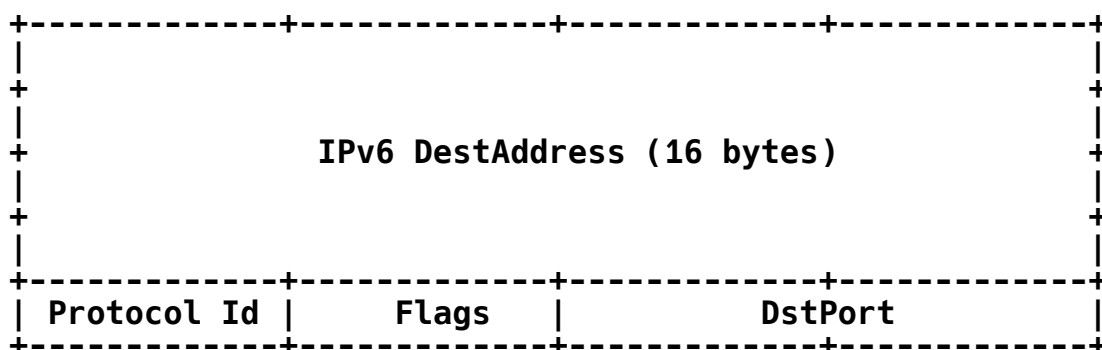 IPv6 DestAddress (16 bytes)
Protocol Id | Flags | DstPort